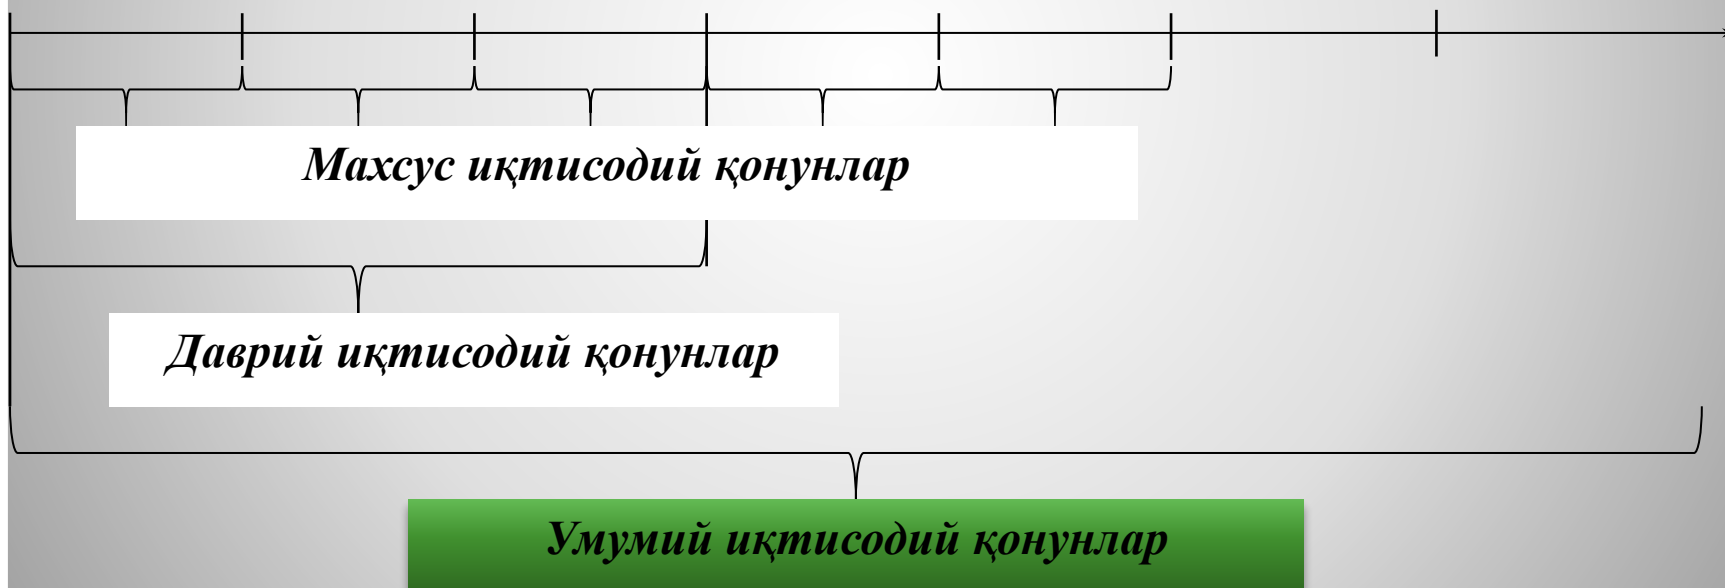 Махсус иқтисодий қонунлар
Даврий иқтисодий қонунлар
Умумий иқтисодий қонунлар